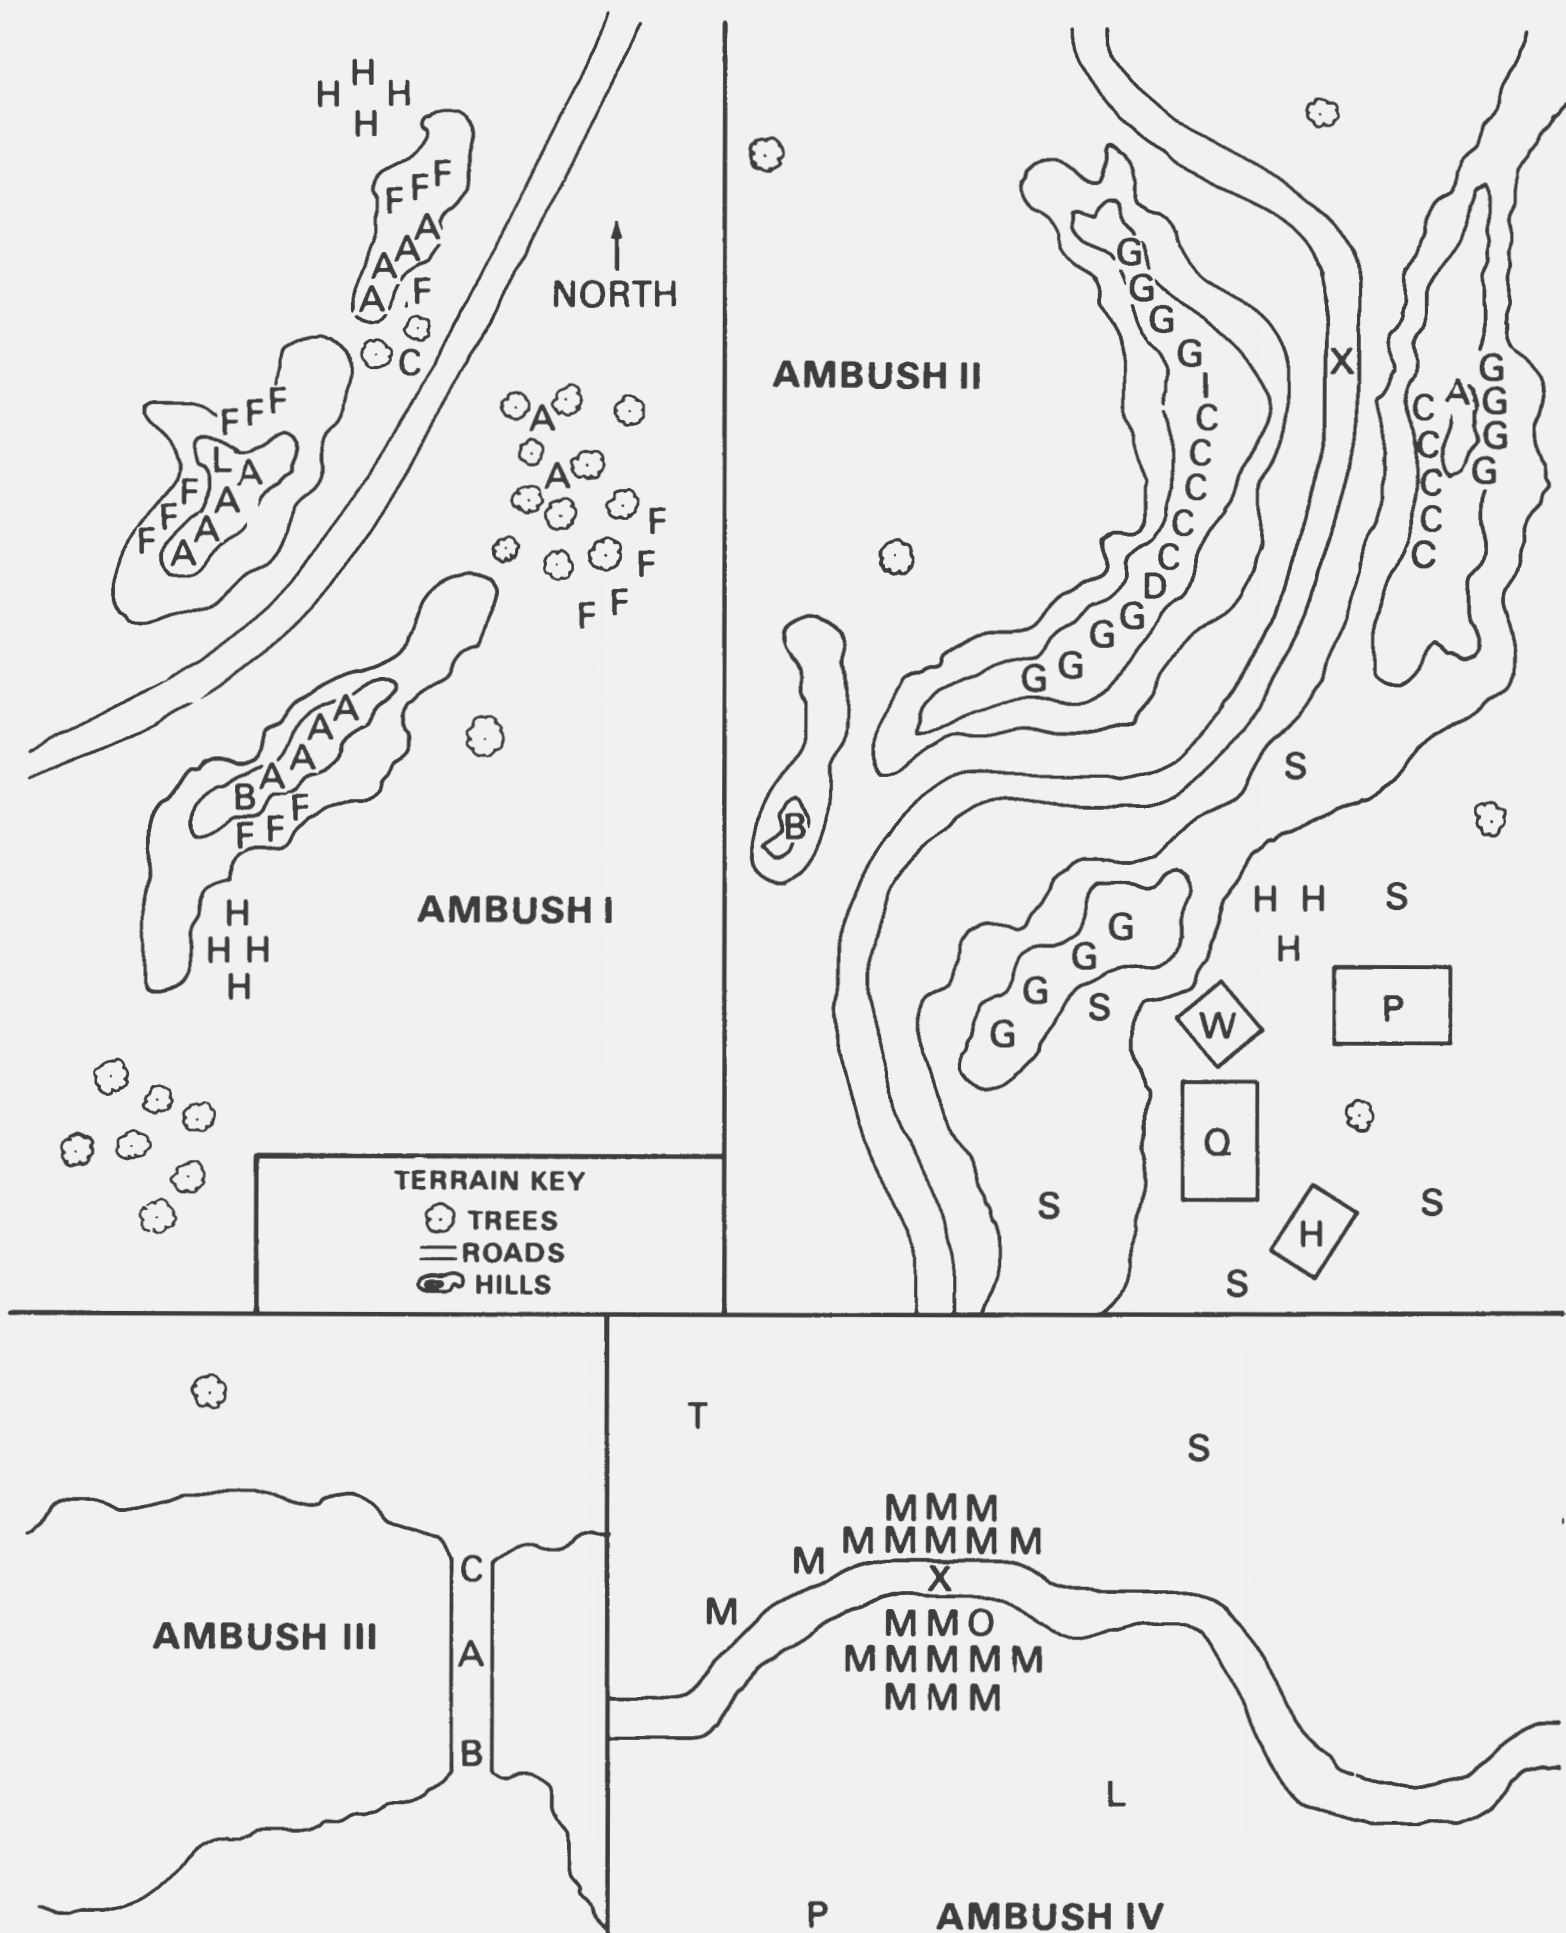 H
H H
H
F F F
A
A
A
A F
C
NORTH
F F F
L A
F A
F A
F A
A
A
F
F
F
F
A
A
A
A
B F
F F
AMBUSH I
H
H H H
H
TERRAIN KEY
TREES
ROADS
HILLS
AMBUSH II
G
G
G
G
I
C
C
C
C
C
D
G
G
G
G
X
G
C A G
C G
C G
C
C
B
S
G
G
G S
G
H H S
H
W P
Q
S S
H
S
AMBUSH III
C
A
B
T
S
M M M
M M M M M
M
X
M
M M O
M M M M M
M M M
L
P AMBUSH IV